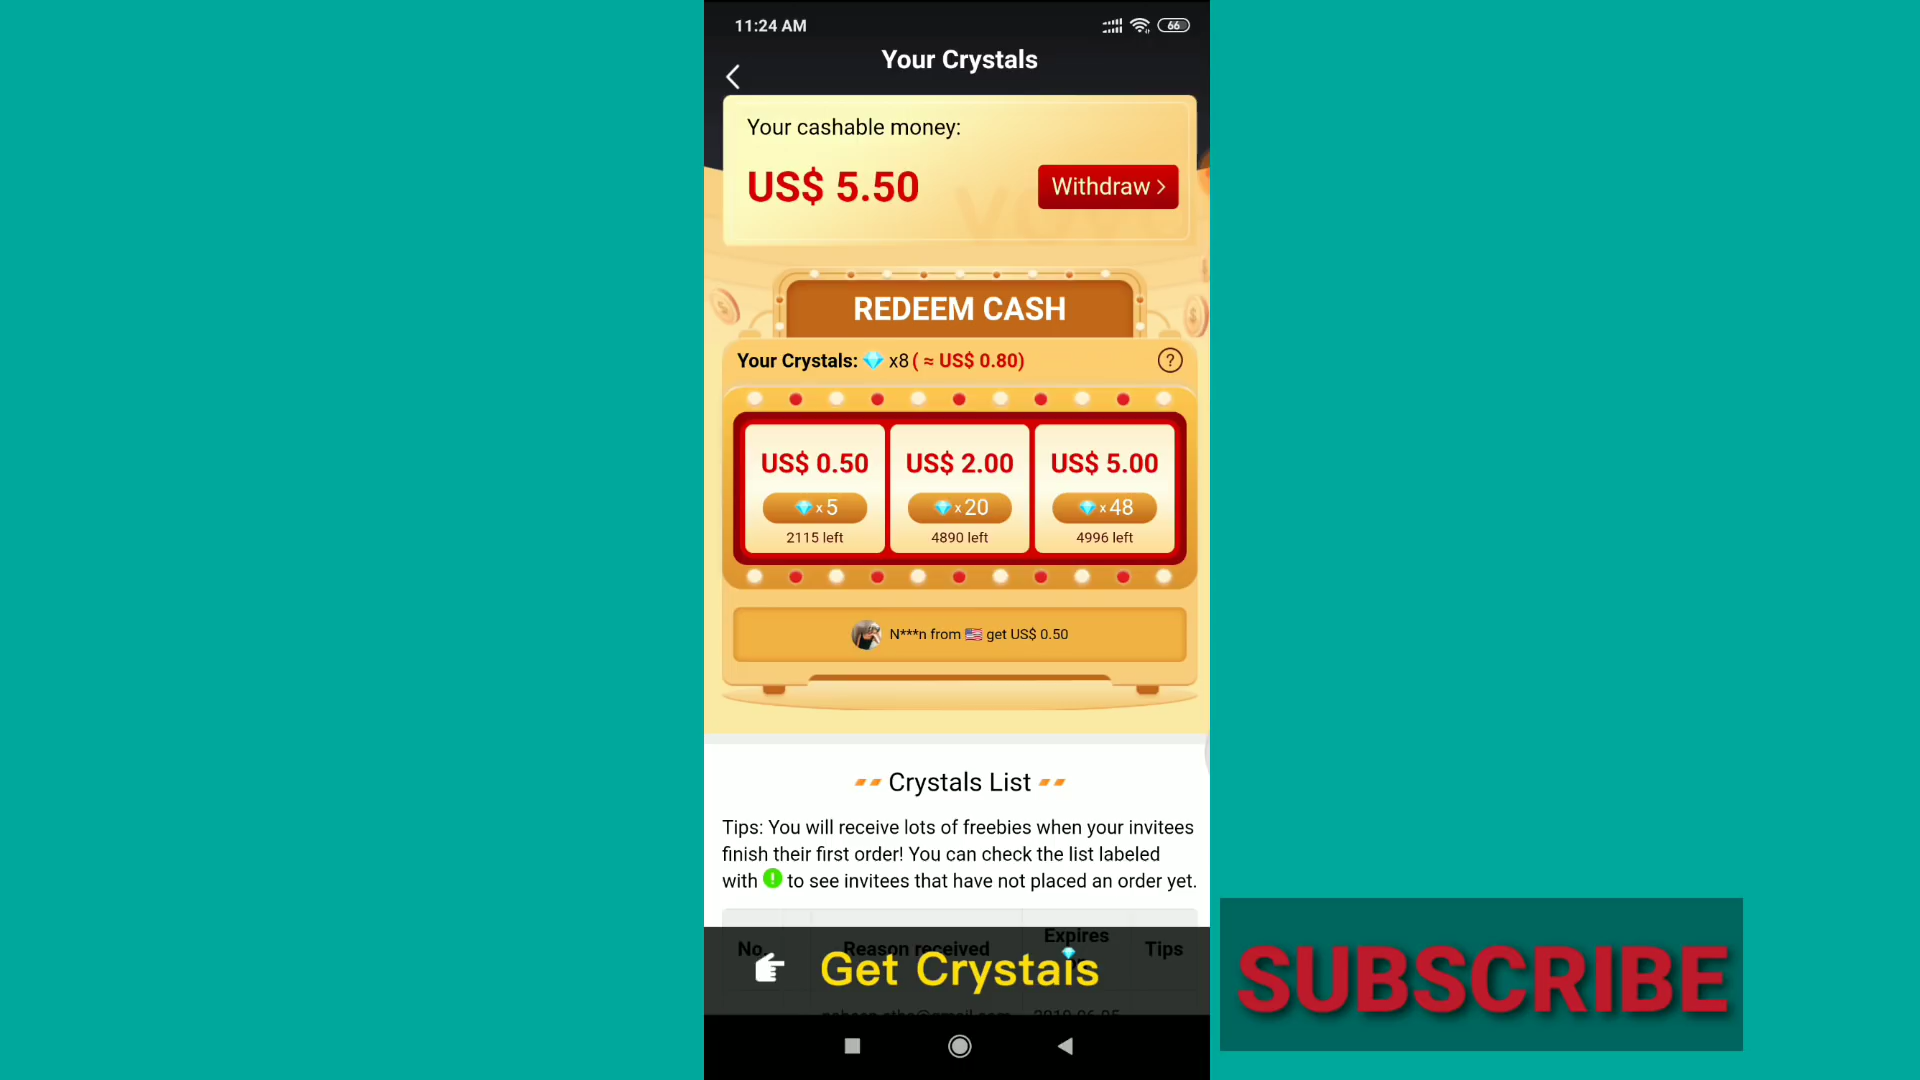 11:24 AM
66
Your Crystals
Your cashable money:
US$ 5.50
Withdraw >
REDEEM CASH
Your Crystals: 💎 x8 ( ≈ US$ 0.80)
?
US$ 0.50
US$ 2.00
US$ 5.00
💎 x 5
💎 x 20
💎 x 48
2115 left
4890 left
4996 left
N***n from 🇺🇸 get US$ 0.50
Crystals List
Tips: You will receive lots of freebies when your invitees
finish their first order! You can check the list labeled
with ! to see invitees that have not placed an order yet.
No.
Reason received
Expires
Tips
Get Crystals
SUBSCRIBE